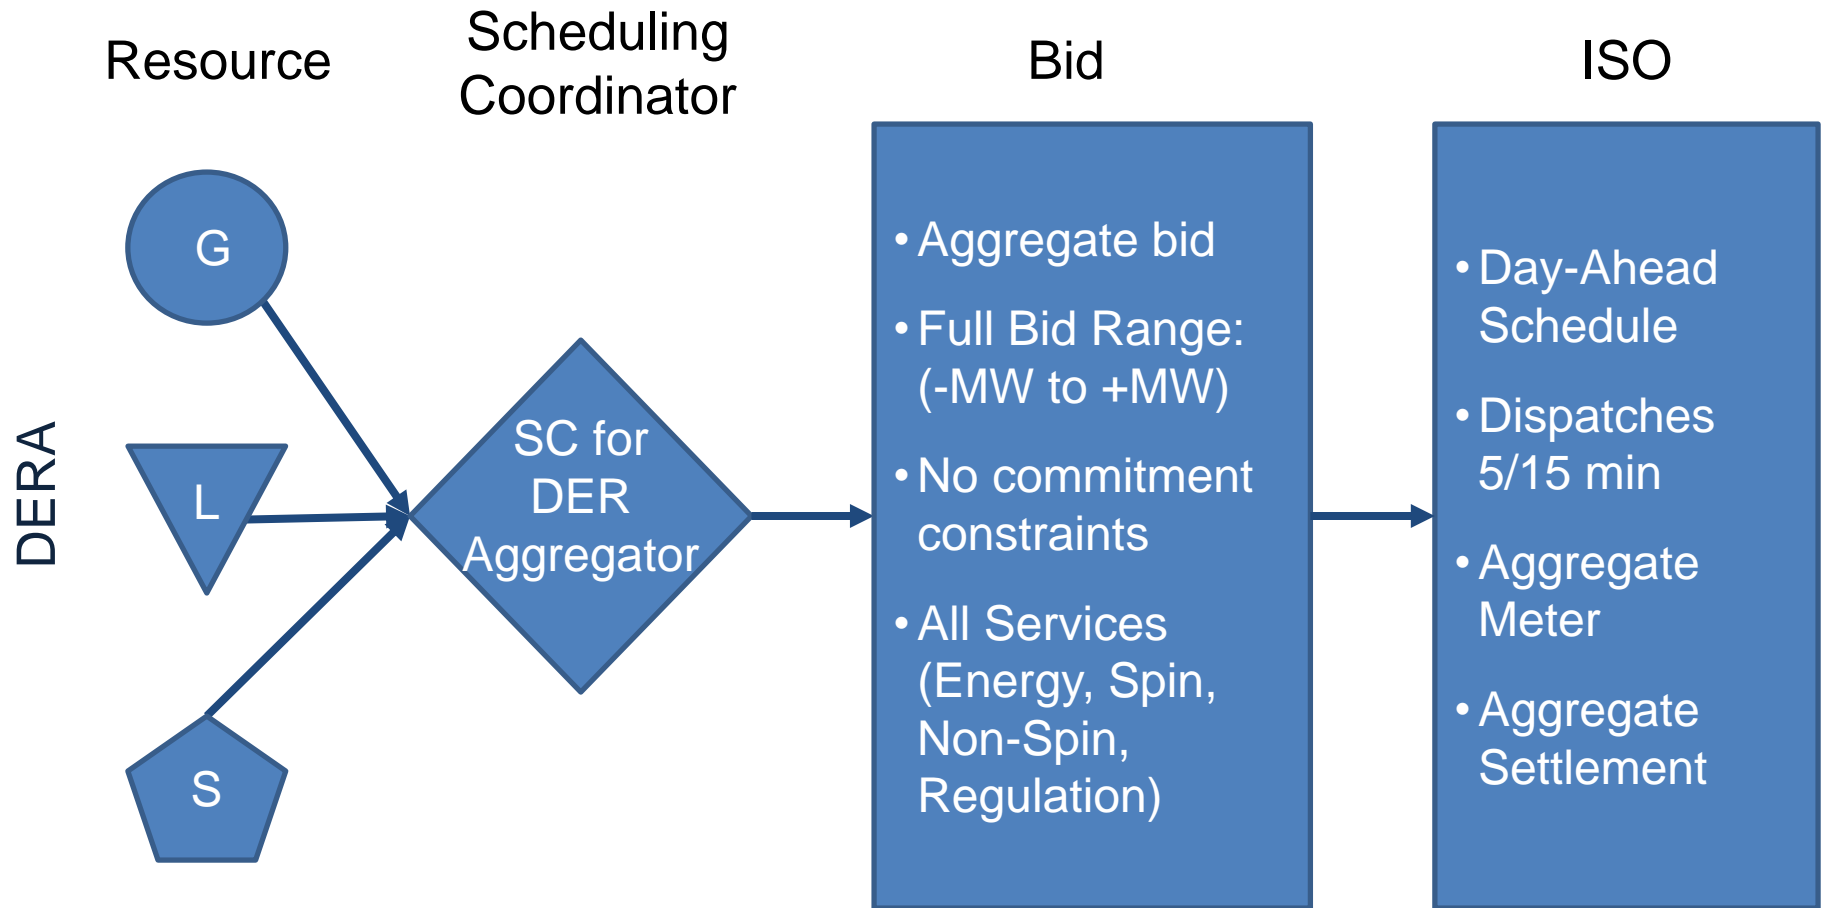 Resource
Scheduling
Coordinator
Bid
ISO
DERA
G
L
S
SC for
DER
Aggregator
• Aggregate bid
• Full Bid Range:
(-MW to +MW)
• No commitment
constraints
• All Services
(Energy, Spin,
Non-Spin,
Regulation)
• Day-Ahead
Schedule
• Dispatches
5/15 min
• Aggregate
Meter
• Aggregate
Settlement